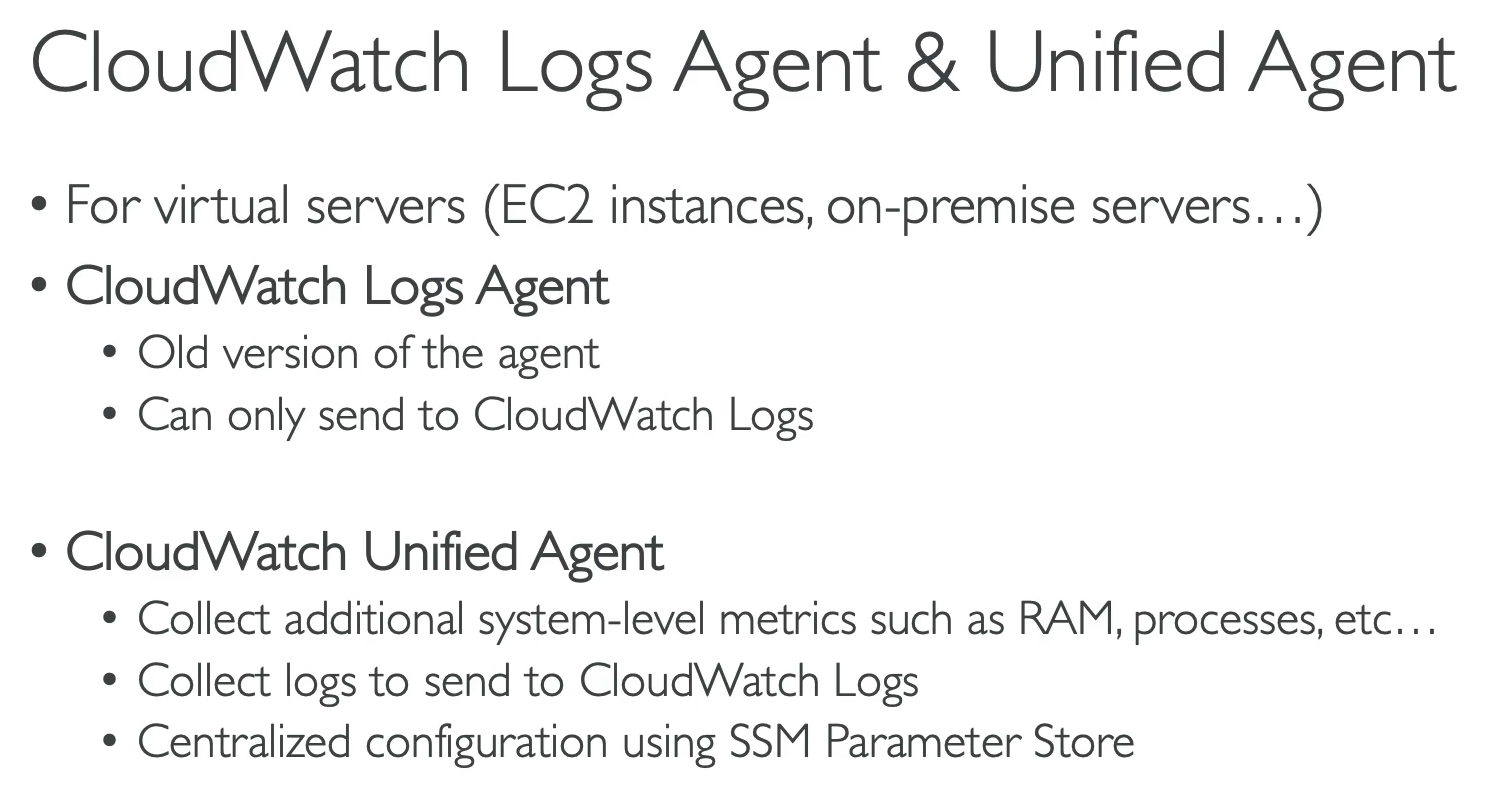 CloudWatch Logs Agent & Unified Agent
• For virtual servers (EC2 instances, on-premise servers…)
• CloudWatch Logs Agent
• Old version of the agent
• Can only send to CloudWatch Logs
• CloudWatch Unified Agent
• Collect additional system-level metrics such as RAM, processes, etc…
• Collect logs to send to CloudWatch Logs
• Centralized configuration using SSM Parameter Store